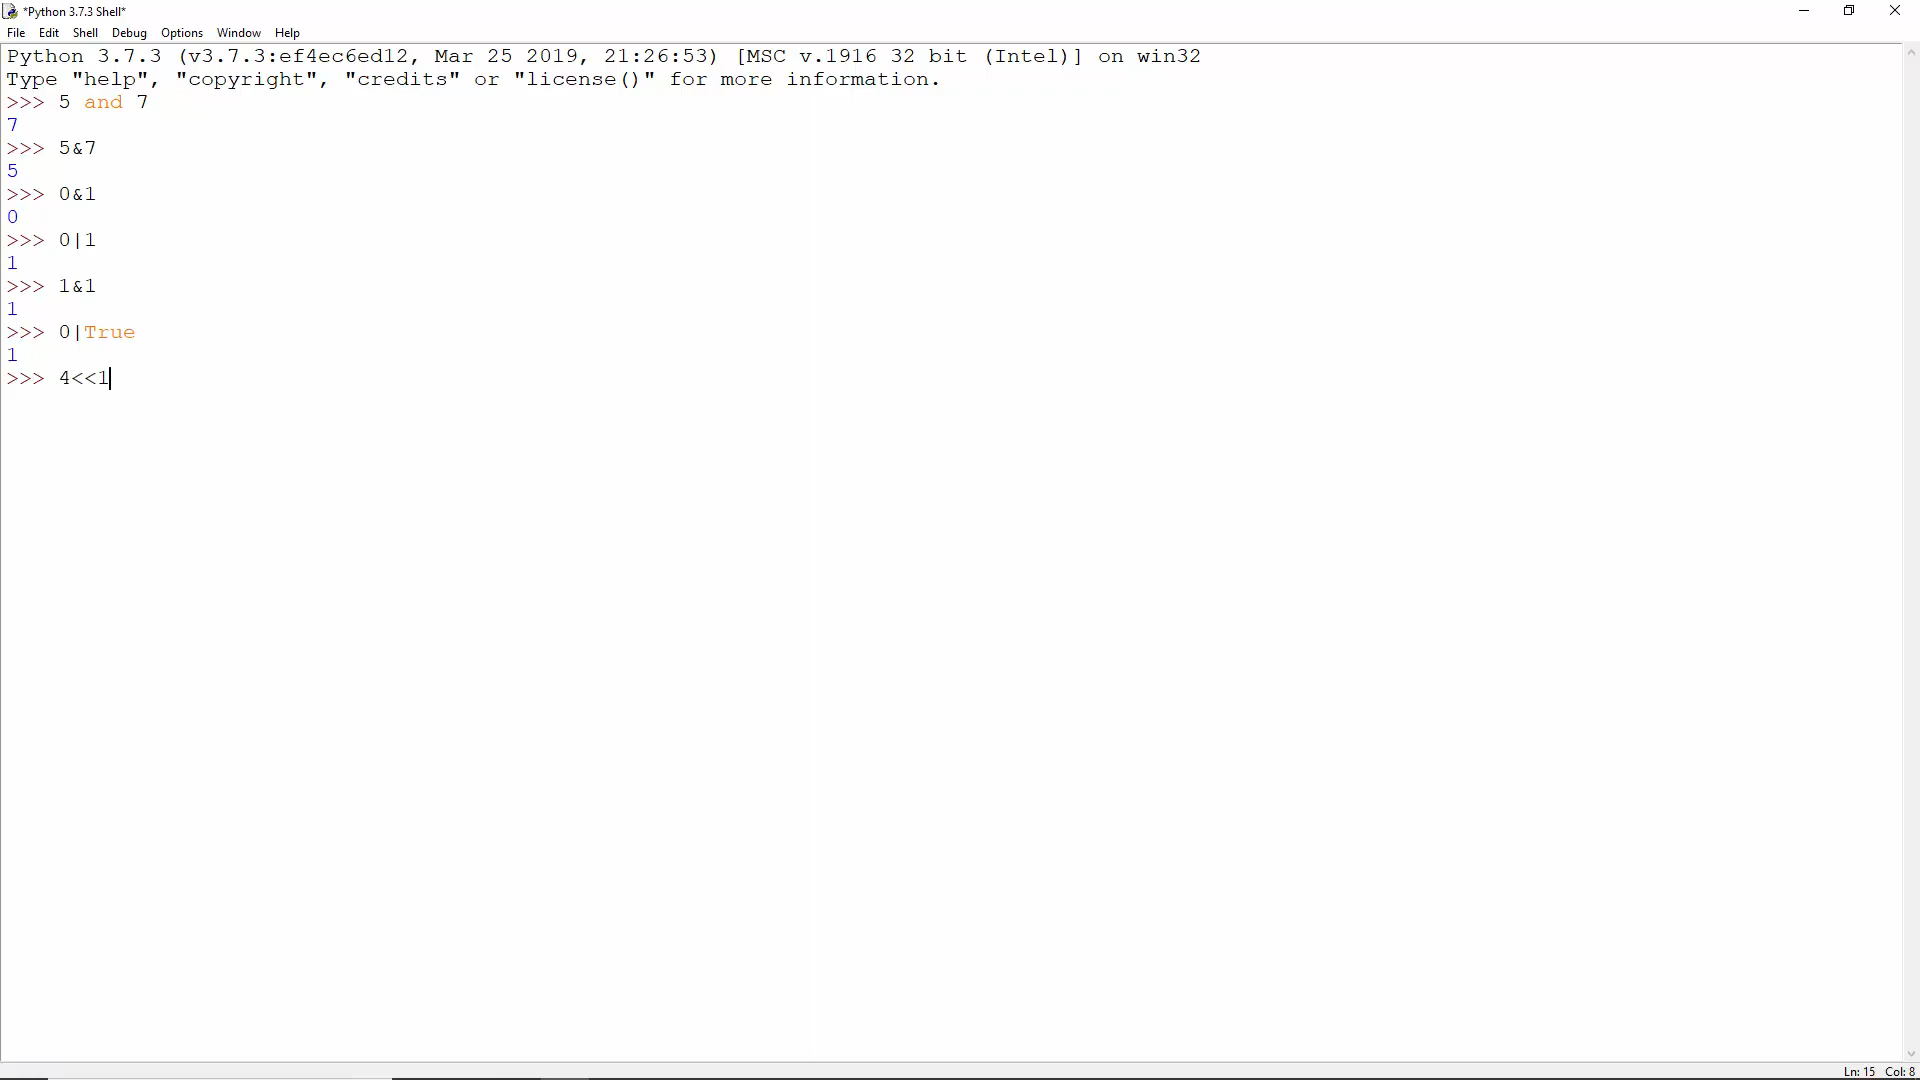 *Python 3.7.3 Shell*
File Edit Shell Debug Options Window Help
Python 3.7.3 (v3.7.3:ef4ec6ed12, Mar 25 2019, 21:26:53) [MSC v.1916 32 bit (Intel)] on win32
Type "help", "copyright", "credits" or "license()" for more information.
>>> 5 and 7
7
>>> 5&7
5
>>> 0&1
0
>>> 0|1
1
>>> 1&1
1
>>> 0|True
1
>>> 4<<1
Ln: 15 Col: 8